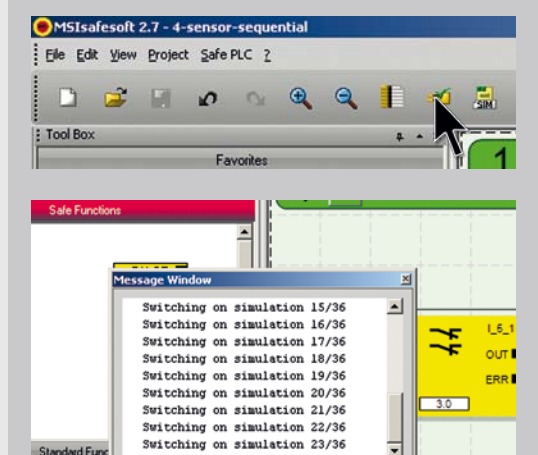 MSIsafesoft 2.7 - 4-sensor-sequential
File Edit View Project Safe PLC ?
SIM
Tool Box
Favorites
1
Safe Functions
Message Window
Switching on simulation 15/36
Switching on simulation 16/36
Switching on simulation 17/36
Switching on simulation 18/36
Switching on simulation 19/36
Switching on simulation 20/36
Switching on simulation 21/36
Switching on simulation 22/36
Switching on simulation 23/36
I_5_1
OUT
ERR
3.0
Standard Func